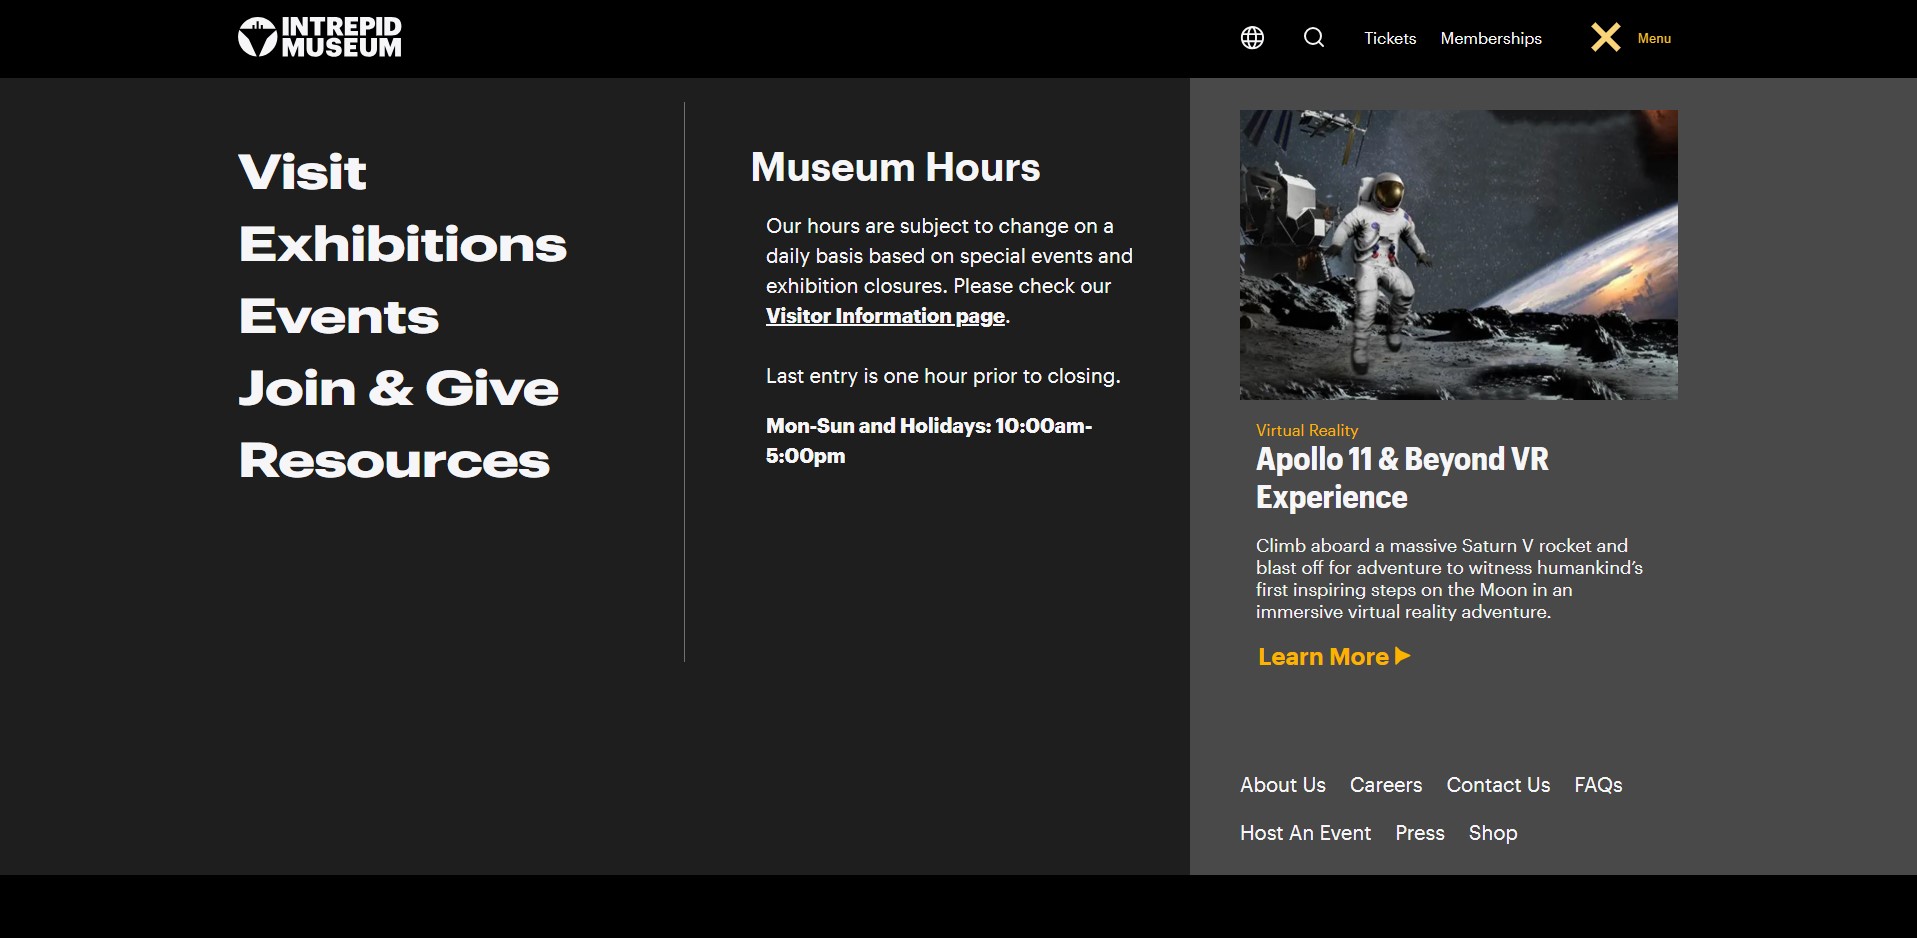 INTREPID
MUSEUM
Tickets Memberships Menu
Visit
Exhibitions
Events
Join & Give
Resources
Museum Hours
Our hours are subject to change on a
daily basis based on special events and
exhibition closures. Please check our
Visitor Information page.
Last entry is one hour prior to closing.
Mon-Sun and Holidays: 10:00am-
5:00pm
Virtual Reality
Apollo 11 & Beyond VR
Experience
Climb aboard a massive Saturn V rocket and
blast off for adventure to witness humankind’s
first inspiring steps on the Moon in an
immersive virtual reality adventure.
Learn More
About Us Careers Contact Us FAQs
Host An Event Press Shop